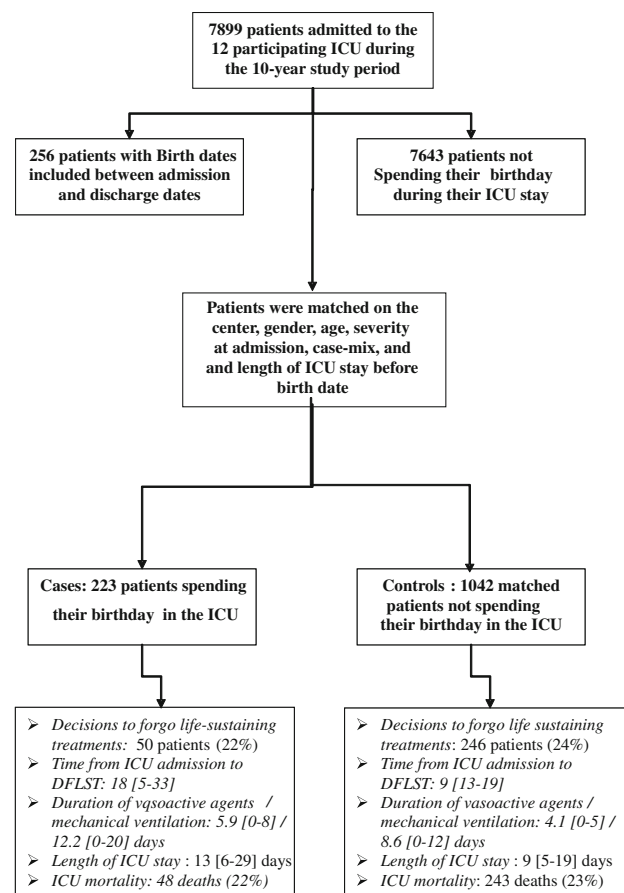 7899 patients admitted to the
12 participating ICU during
the 10-year study period
256 patients with Birth dates
included between admission
and discharge dates
7643 patients not
Spending their birthday
during their ICU stay
Patients were matched on the
center, gender, age, severity
at admission, case-mix, and
and length of ICU stay before
birth date
Cases: 223 patients spending
their birthday in the ICU
Controls : 1042 matched
patients not spending
their birthday in the ICU
➢ Decisions to forgo life-sustaining
treatments: 50 patients (22%)
➢ Time from ICU admission to
DFLST: 18 [5-33]
➢ Duration of vqsoactive agents /
mechanical ventilation: 5.9 [0-8] /
12.2 [0-20] days
➢ Length of ICU stay : 13 [6-29] days
➢ ICU mortality: 48 deaths (22%)
➢ Decisions to forgo life sustaining
treatments: 246 patients (24%)
➢ Time from ICU admission to
DFLST: 9 [13-19]
➢ Duration of vasoactive agents /
mechanical ventilation: 4.1 [0-5] /
8.6 [0-12] days
➢ Length of ICU stay : 9 [5-19] days
➢ ICU mortality: 243 deaths (23%)